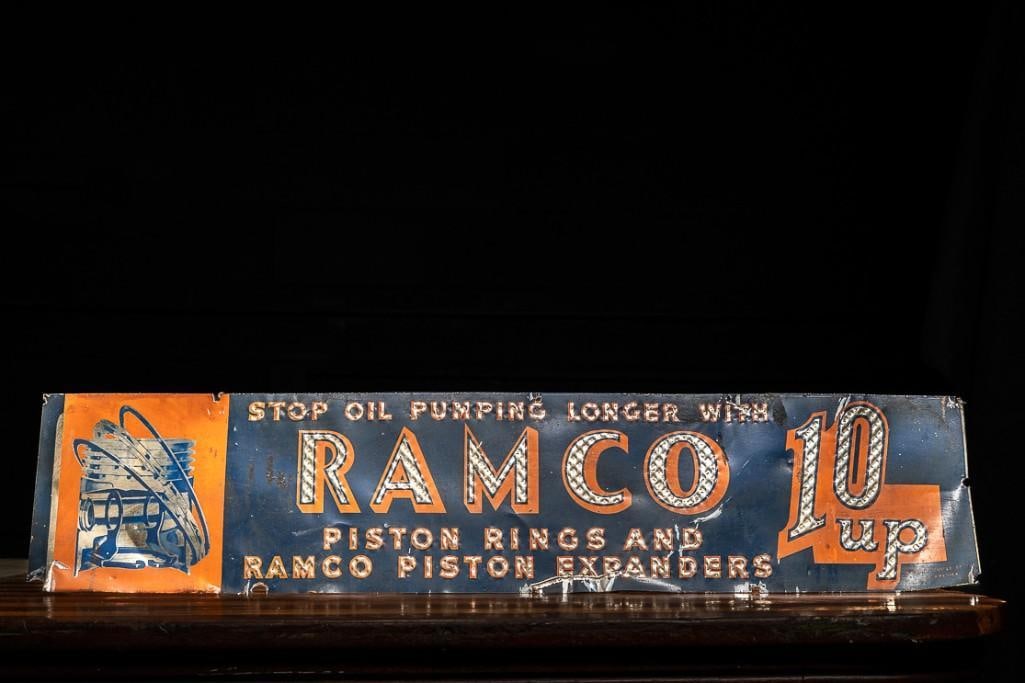 STOP OIL PUMPING LONGER WITH
RAMCO
10
up
PISTON RINGS AND
RAMCO PISTON EXPANDERS